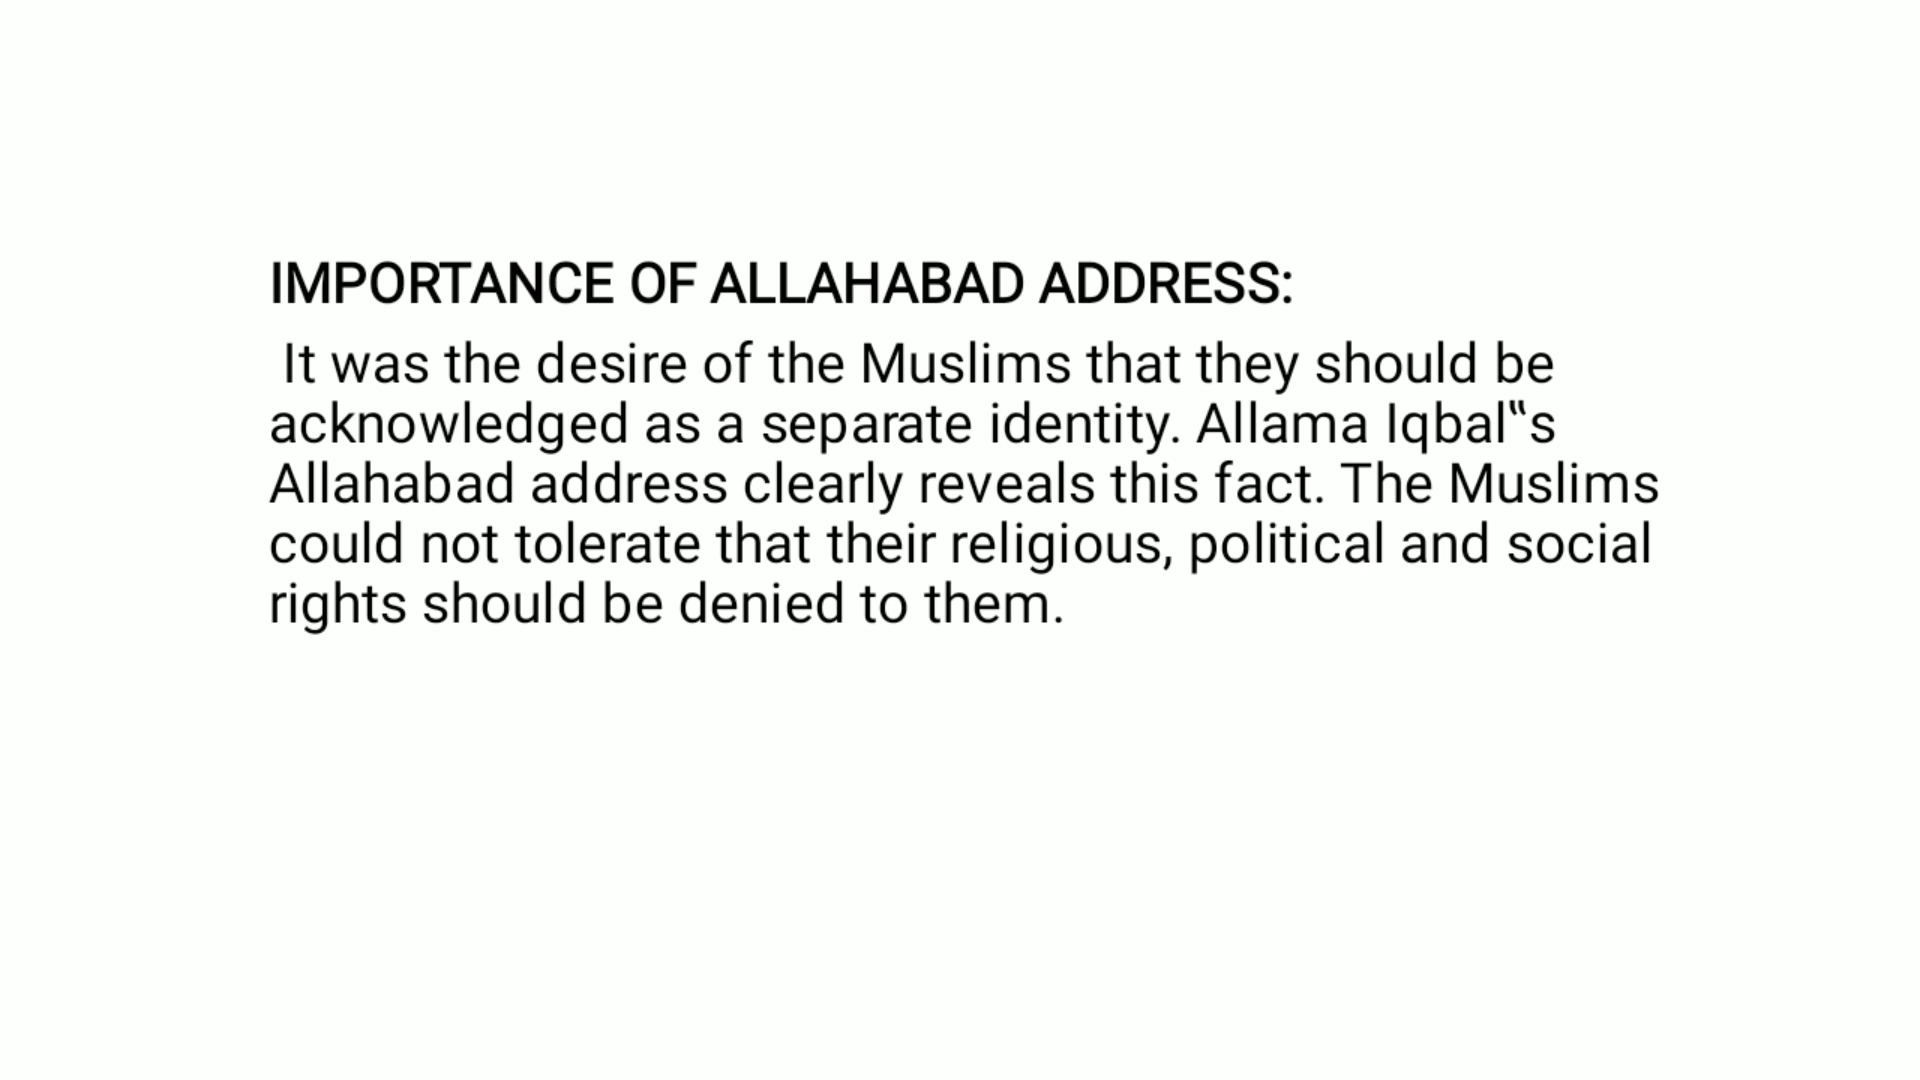 IMPORTANCE OF ALLAHABAD ADDRESS:
It was the desire of the Muslims that they should be
acknowledged as a separate identity. Allama Iqbal‟s
Allahabad address clearly reveals this fact. The Muslims
could not tolerate that their religious, political and social
rights should be denied to them.